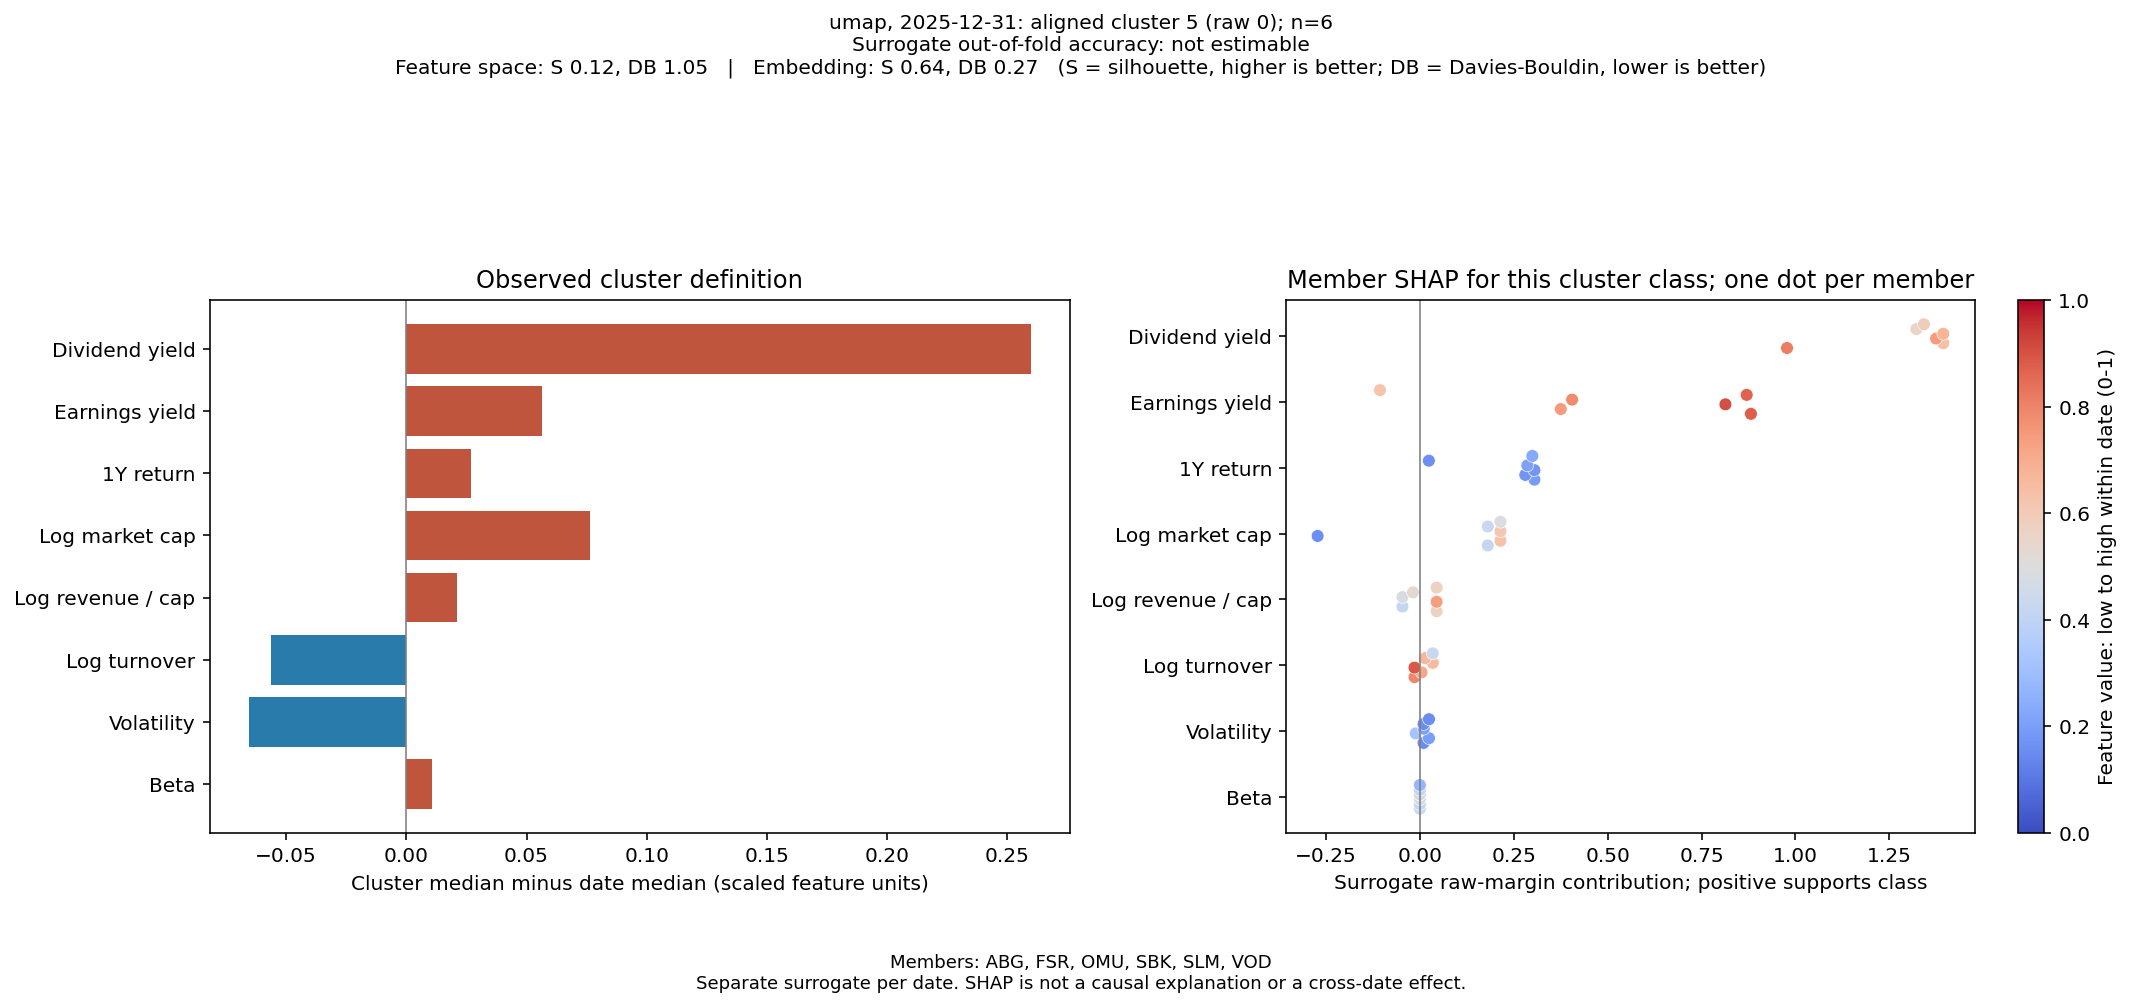 umap, 2025-12-31: aligned cluster 5 (raw 0); n=6
Surrogate out-of-fold accuracy: not estimable
Feature space: S 0.12, DB 1.05   |   Embedding: S 0.64, DB 0.27   (S = silhouette, higher is better; DB = Davies-Bouldin, lower is better)
Observed cluster definition
Dividend yield
Earnings yield
1Y return
Log market cap
Log revenue / cap
Log turnover
Volatility
Beta
−0.05
0.00
0.05
0.10
0.15
0.20
0.25
Cluster median minus date median (scaled feature units)
Member SHAP for this cluster class; one dot per member
Dividend yield
Earnings yield
1Y return
Log market cap
Log revenue / cap
Log turnover
Volatility
Beta
−0.25
0.00
0.25
0.50
0.75
1.00
1.25
Surrogate raw-margin contribution; positive supports class
1.0
0.8
0.6
0.4
0.2
0.0
Feature value: low to high within date (0-1)
Members: ABG, FSR, OMU, SBK, SLM, VOD
Separate surrogate per date. SHAP is not a causal explanation or a cross-date effect.